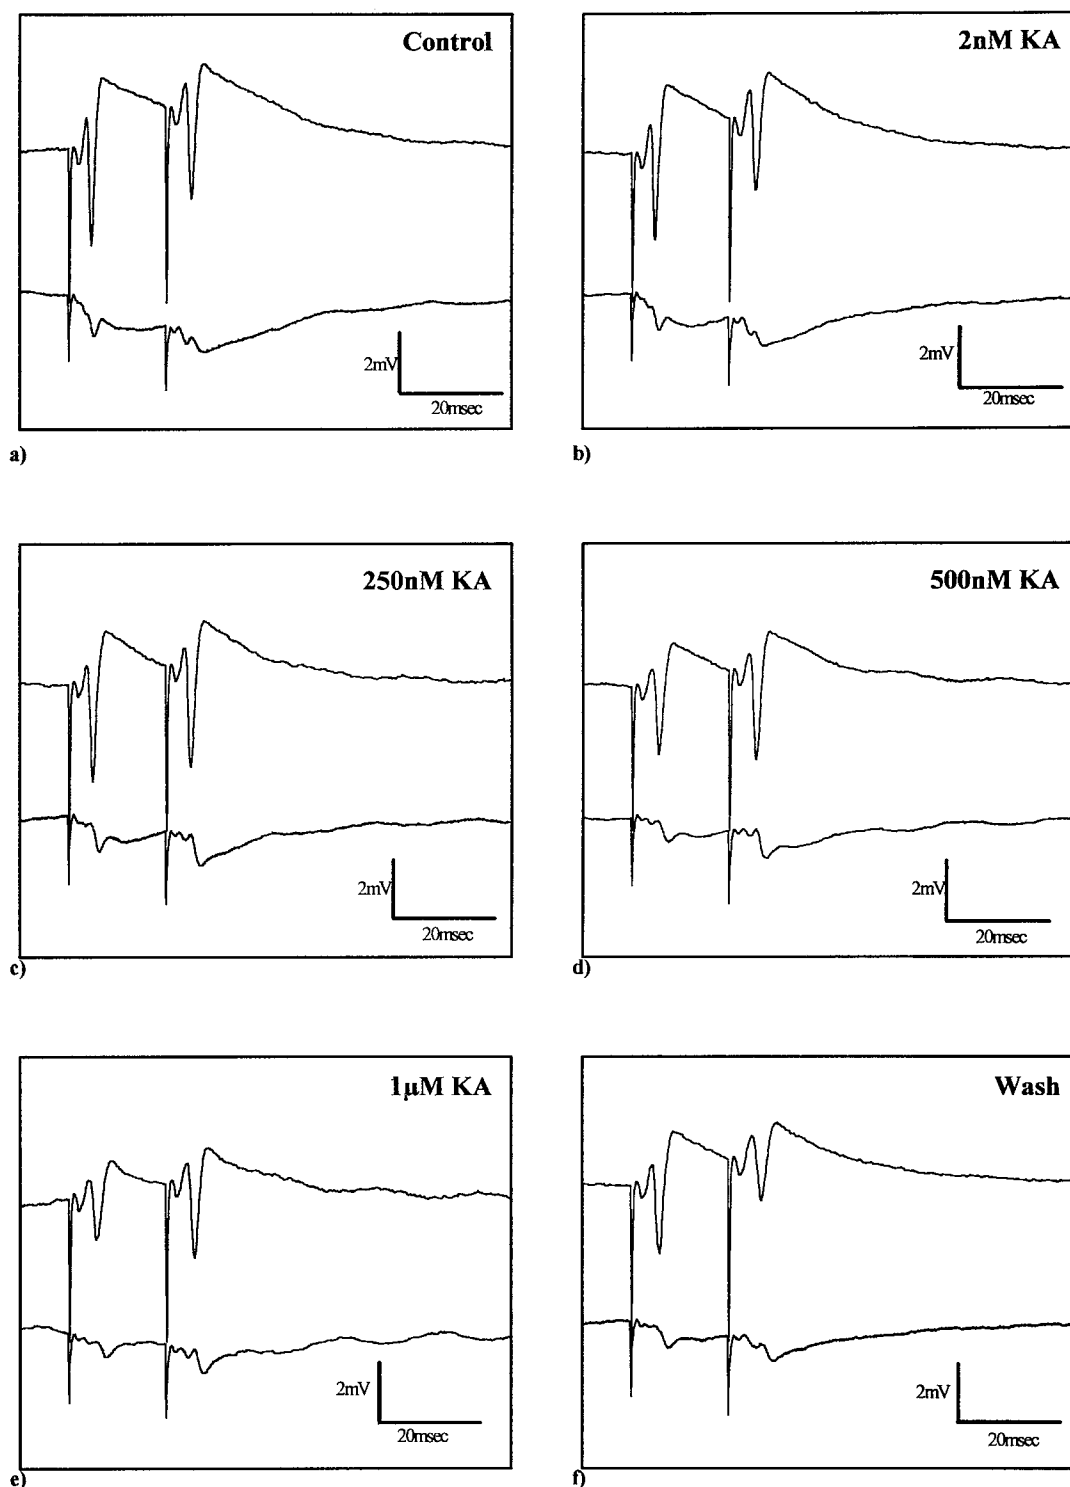 Control
2mV
20msec
a)
2nM KA
2mV
20msec
b)
250nM KA
2mV
20msec
c)
500nM KA
2mV
20msec
d)
1μM KA
2mV
20msec
e)
Wash
2mV
20msec
f)